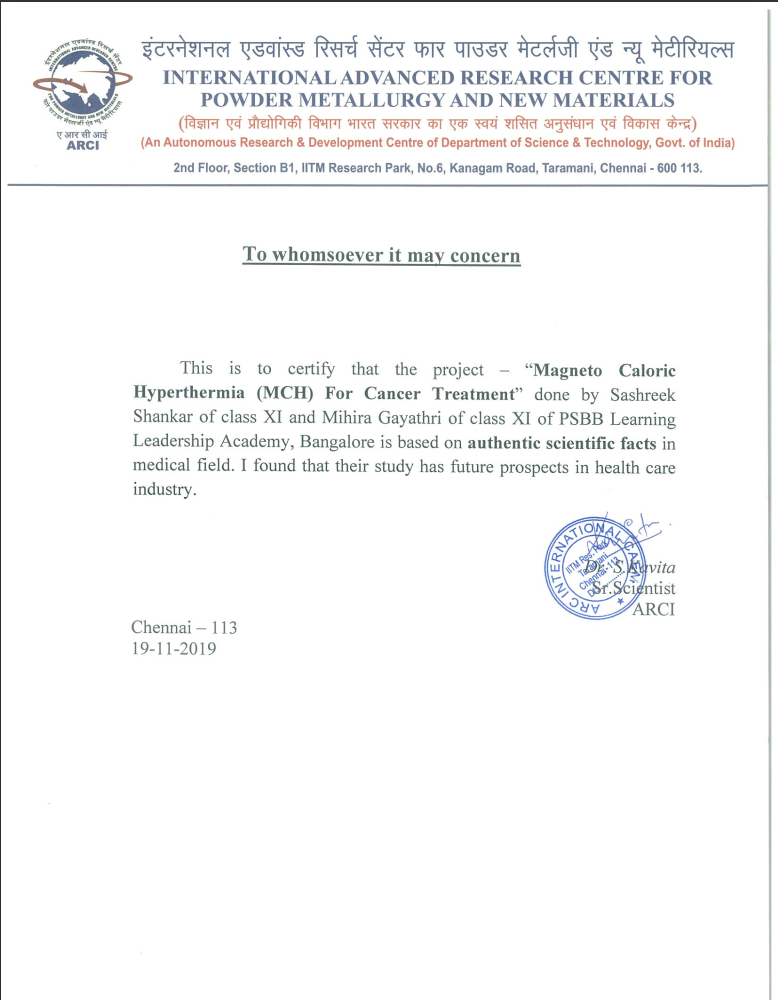 इंटरनेशनल एडवांस्ड रिसर्च सेंटर फार पाउडर मेटर्लजी एंड न्यू मेटीरियल्स
INTERNATIONAL ADVANCED RESEARCH CENTRE FOR
POWDER METALLURGY AND NEW MATERIALS
(विज्ञान एवं प्रौद्योगिकी विभाग भारत सरकार का एक स्वयं शसित अनुसंधान एवं विकास केन्द्र)
(An Autonomous Research & Development Centre of Department of Science & Technology, Govt. of India)
2nd Floor, Section B1, IITM Research Park, No.6, Kanagam Road, Taramani, Chennai - 600 113.
ए आर सी आई
ARCI
To whomsoever it may concern
This is to certify that the project – “Magneto Caloric
Hyperthermia (MCH) For Cancer Treatment” done by Sashreek
Shankar of class XI and Mihira Gayathri of class XI of PSBB Learning
Leadership Academy, Bangalore is based on authentic scientific facts in
medical field. I found that their study has future prospects in health care
industry.
ARC INTERNATIONAL
IITM Res. Park
Taramani
Chennai-113
Dr. S.Kavita
Sr.Scientist
ARCI
Chennai – 113
19-11-2019